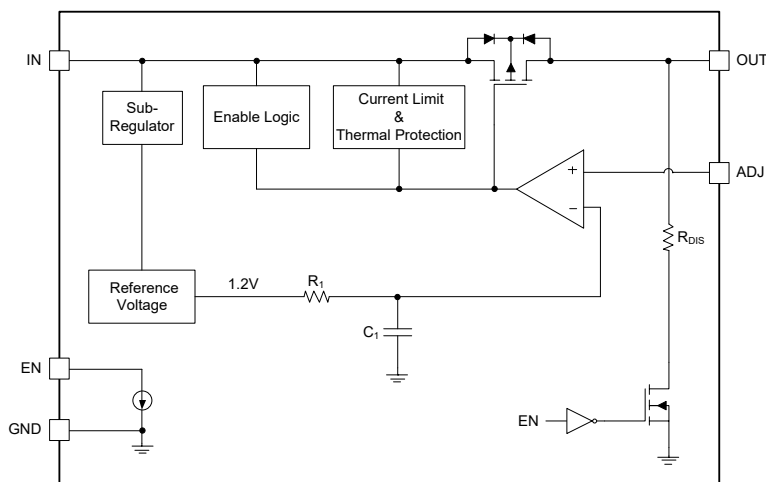 IN
OUT
Sub-
Regulator
Enable Logic
Current Limit
&
Thermal Protection
+
ADJ
−
RDIS
Reference
Voltage
1.2V
R1
C1
EN
GND
EN